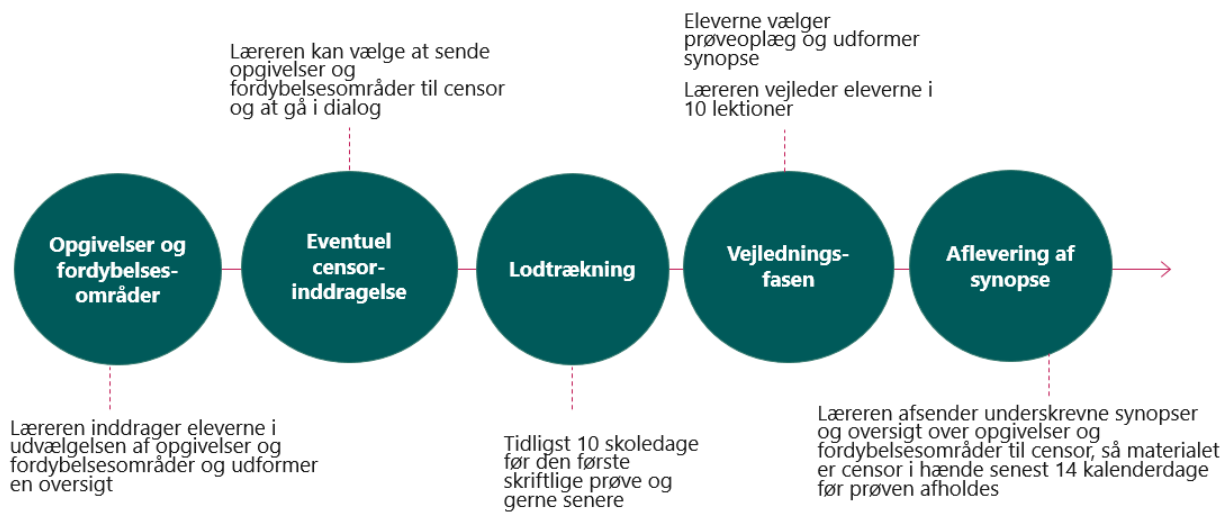 Læreren kan vælge at sende
opgivelser og
fordybelsesområder til censor
og at gå i dialog
Eleverne vælger
prøveoplæg og udformer
synopse
Læreren vejleder eleverne i
10 lektioner
Opgivelser og
fordybelses-
områder
Eventuel
censor-
inddragelse
Lodtrækning
Vejlednings-
fasen
Aflevering af
synopse
Læreren inddrager eleverne i
udvælgelsen af opgivelser og
fordybelsesområder og udformer
en oversigt
Tidligst 10 skoledage
før den første
skriftlige prøve og
gerne senere
Læreren afsender underskrevne synopser
og oversigt over opgivelser og
fordybelsesområder til censor, så materialet
er censor i hænde senest 14 kalenderdage
før prøven afholdes